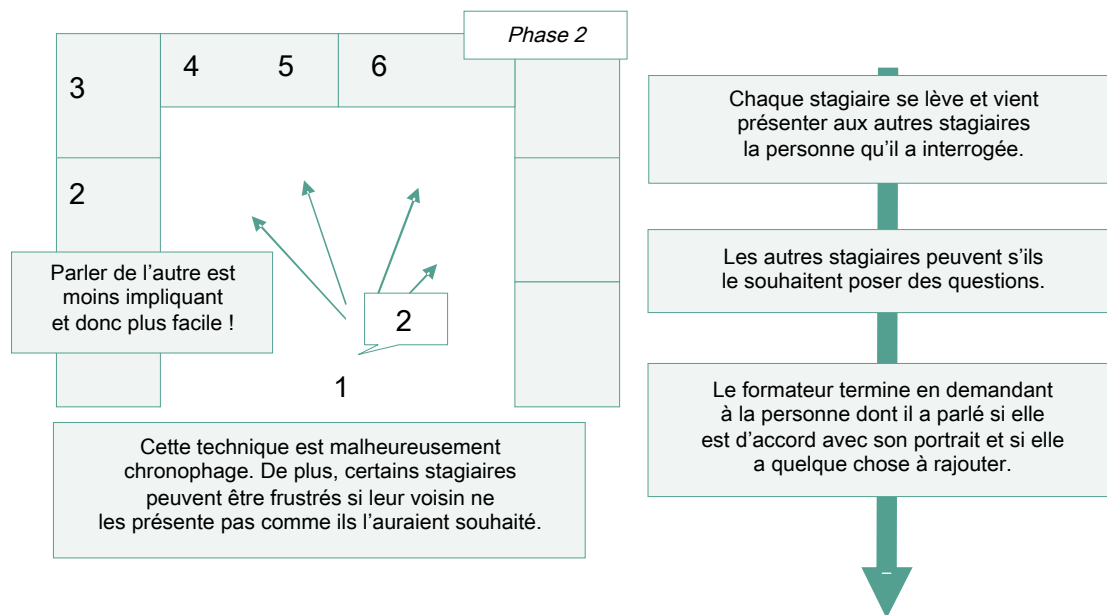 Phase 2
3
4
5
6
2
Parler de l’autre est
moins impliquant
et donc plus facile !
2
1
Cette technique est malheureusement
chronophage. De plus, certains stagiaires
peuvent être frustrés si leur voisin ne
les présente pas comme ils l’auraient souhaité.
Chaque stagiaire se lève et vient
présenter aux autres stagiaires
la personne qu’il a interrogée.
Les autres stagiaires peuvent s’ils
le souhaitent poser des questions.
Le formateur termine en demandant
à la personne dont il a parlé si elle
est d’accord avec son portrait et si elle
a quelque chose à rajouter.